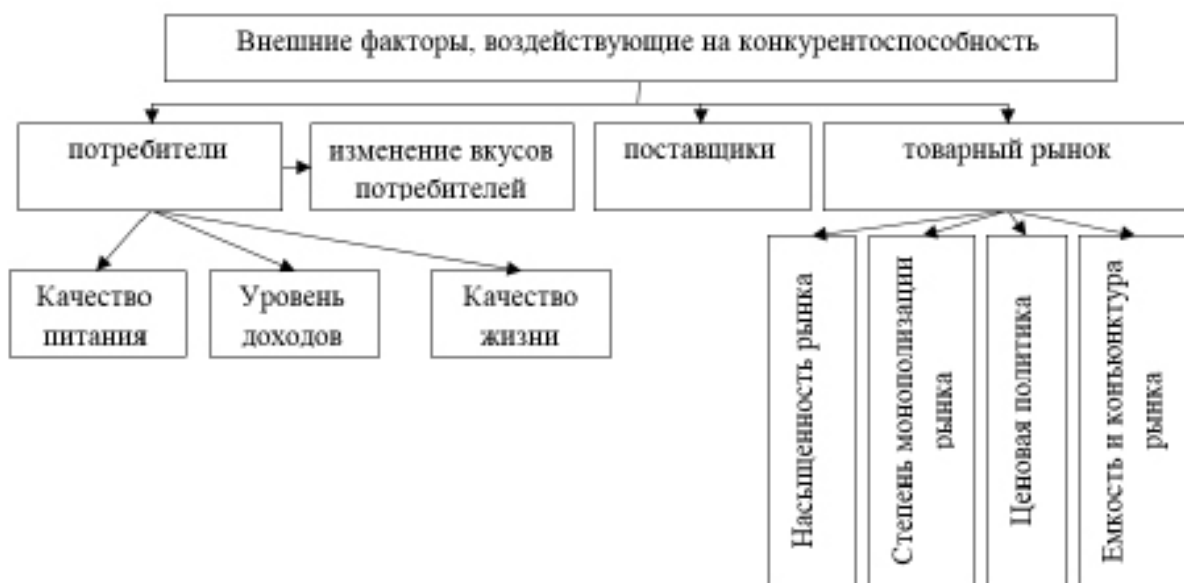 Внешние факторы, воздействующие на конкурентоспособность
потребители
изменение вкусов
потребителей
поставщики
товарный рынок
Качество
питания
Уровень
доходов
Качество
жизни
Насыщенность рынка
Степень монополизации
рынка
Ценовая политика
Емкость и конъюнктура
рынка